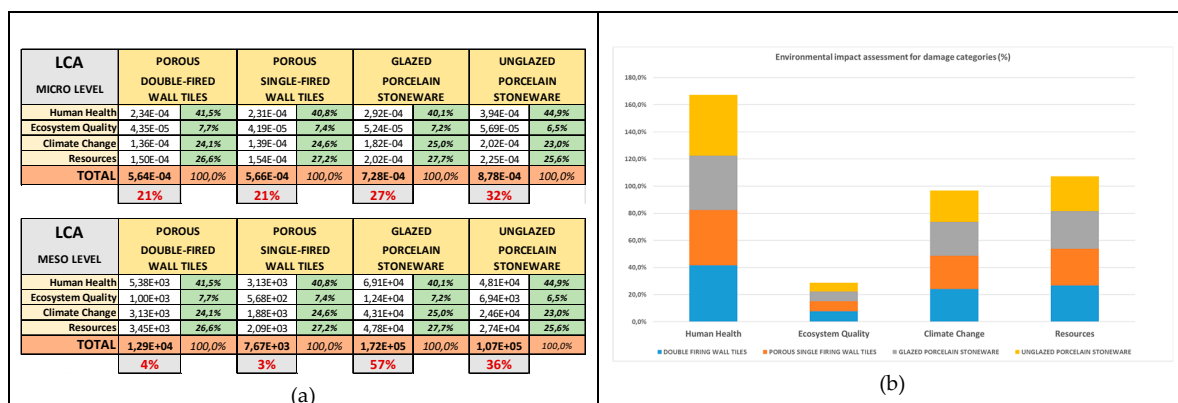 LCA
MICRO LEVEL
POROUS DOUBLE-FIRED WALL TILES
POROUS SINGLE-FIRED WALL TILES
GLAZED PORCELAIN STONEWARE
UNGLAZED PORCELAIN STONEWARE
Human Health 2,34E-04 41,5% 2,31E-04 40,8% 2,92E-04 40,1% 3,94E-04 44,9%
Ecosystem Quality 4,35E-05 7,7% 4,19E-05 7,4% 5,24E-05 7,2% 5,69E-05 6,5%
Climate Change 1,36E-04 24,1% 1,39E-04 24,6% 1,82E-04 25,0% 2,02E-04 23,0%
Resources 1,50E-04 26,6% 1,54E-04 27,2% 2,02E-04 27,7% 2,25E-04 25,6%
TOTAL 5,64E-04 100,0% 5,66E-04 100,0% 7,28E-04 100,0% 8,78E-04 100,0%
21% 21% 27% 32%
LCA
MESO LEVEL
POROUS DOUBLE-FIRED WALL TILES
POROUS SINGLE-FIRED WALL TILES
GLAZED PORCELAIN STONEWARE
UNGLAZED PORCELAIN STONEWARE
Human Health 5,38E+03 41,5% 3,13E+03 40,8% 6,91E+04 40,1% 4,81E+04 44,9%
Ecosystem Quality 1,00E+03 7,7% 5,68E+02 7,4% 1,24E+04 7,2% 6,94E+03 6,5%
Climate Change 3,13E+03 24,1% 1,88E+03 24,6% 4,31E+04 25,0% 2,46E+04 23,0%
Resources 3,45E+03 26,6% 2,09E+03 27,2% 4,78E+04 27,7% 2,74E+04 25,6%
TOTAL 1,29E+04 100,0% 7,67E+03 100,0% 1,72E+05 100,0% 1,07E+05 100,0%
4% 3% 57% 36%
(a)
Environmental impact assessment for damage categories (%)
180,0%
160,0%
140,0%
120,0%
100,0%
80,0%
60,0%
40,0%
20,0%
0,0%
Human Health Ecosystem Quality Climate Change Resources
DOUBLE FIRING WALL TILES POROUS SINGLE FIRING WALL TILES GLAZED PORCELAIN STONEWARE UNGLAZED PORCELAIN STONEWARE
(b)